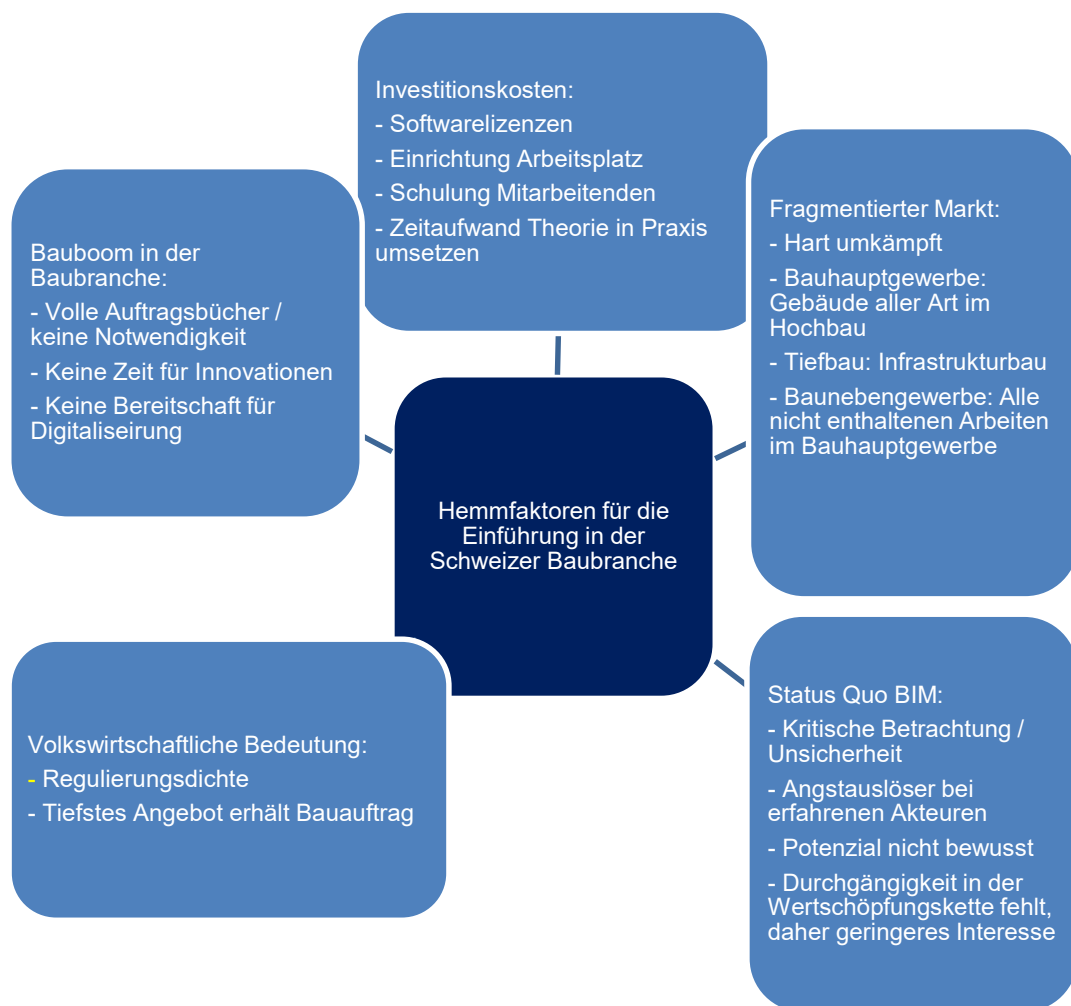 Investitionskosten:
- Softwarelizenzen
- Einrichtung Arbeitsplatz
- Schulung Mitarbeitenden
- Zeitaufwand Theorie in Praxis
umsetzen
Fragmentierter Markt:
- Hart umkämpft
- Bauhauptgewerbe:
Gebäude aller Art im
Hochbau
- Tiefbau: Infrastrukturbau
- Baunebengewerbe: Alle
nicht enthaltenen Arbeiten
im Bauhauptgewerbe
Bauboom in der
Baubranche:
- Volle Auftragsbücher /
keine Notwendigkeit
- Keine Zeit für Innovationen
- Keine Bereitschaft für
Digitaliseirung
Hemmfaktoren für die
Einführung in der
Schweizer Baubranche
Volkswirtschaftliche Bedeutung:
- Regulierungsdichte
- Tiefstes Angebot erhält Bauauftrag
Status Quo BIM:
- Kritische Betrachtung /
Unsicherheit
- Angstauslöser bei
erfahrenen Akteuren
- Potenzial nicht bewusst
- Durchgängigkeit in der
Wertschöpfungskette fehlt,
daher geringeres Interesse